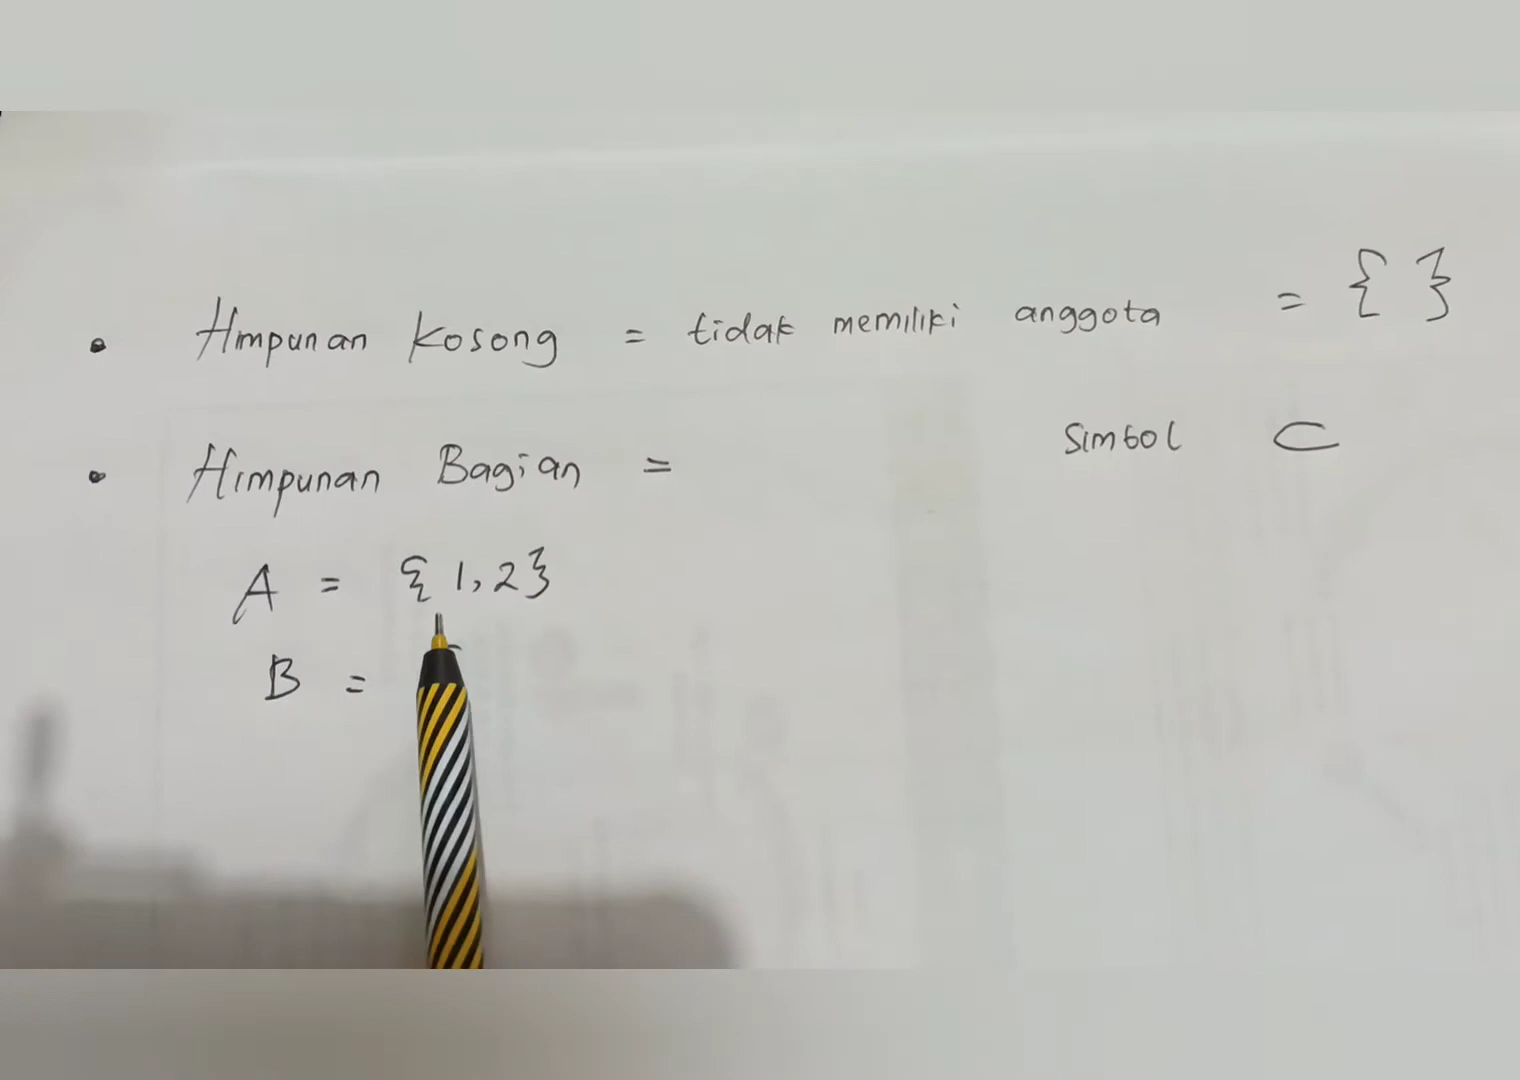 • Himpunan Kosong = tidak memiliki anggota = { }
• Himpunan Bagian = Simbol ⊂
A = {1,2}
B =